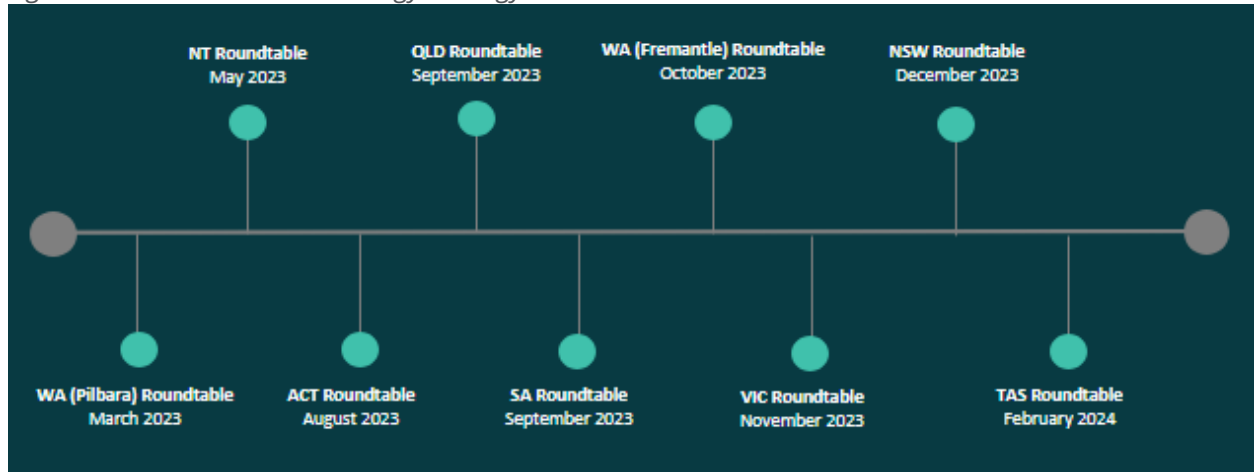 NT Roundtable
May 2023
QLD Roundtable
September 2023
WA (Fremantle) Roundtable
October 2023
NSW Roundtable
December 2023
WA (Pilbara) Roundtable
March 2023
ACT Roundtable
August 2023
SA Roundtable
September 2023
VIC Roundtable
November 2023
TAS Roundtable
February 2024